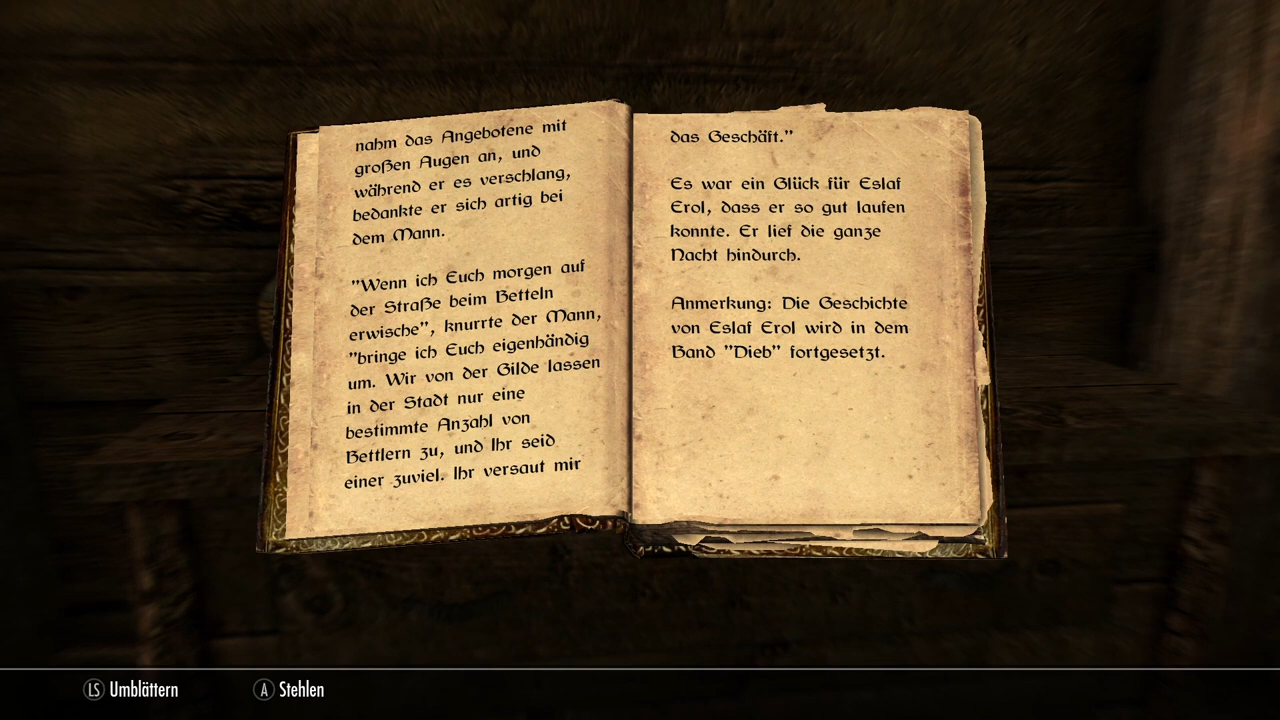 nahm das Angebotene mit
großen Augen an, und
während er es verschlang,
bedankte er sich artig bei
dem Mann.
"Wenn ich Euch morgen auf
der Straße beim Betteln
erwische", knurrte der Mann,
"bringe ich Euch eigenhändig
um. Wir von der Gilde lassen
in der Stadt nur eine
bestimmte Anzahl von
Bettlern zu, und Ihr seid
einer zuviel. Ihr versaut mir
das Geschäft."
Es war ein Glück für Eslaf
Erol, dass er so gut laufen
konnte. Er lief die ganze
Nacht hindurch.
Anmerkung: Die Geschichte
von Eslaf Erol wird in dem
Band "Dieb" fortgesetzt.
LS Umblättern
A Stehlen